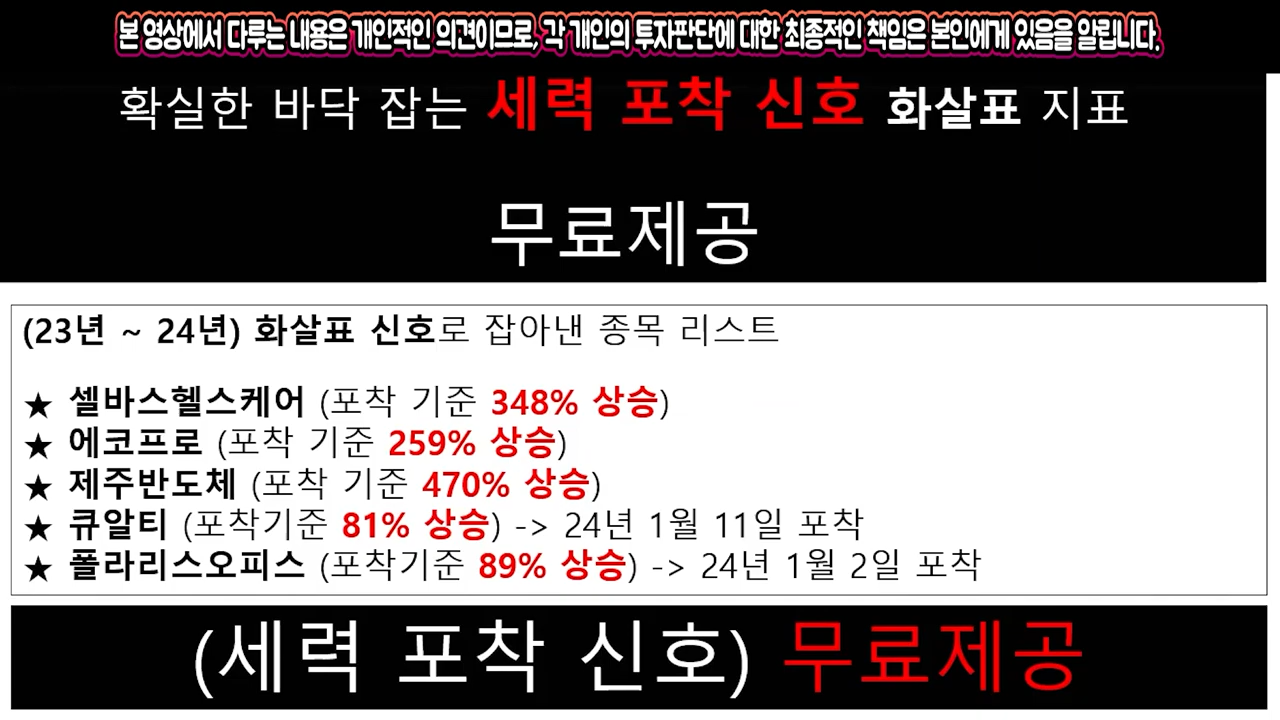 본 영상에서 다루는 내용은 개인적인 의견이므로, 각 개인의 투자판단에 대한 최종적인 책임은 본인에게 있음을 알립니다.
확실한 바닥 잡는 세력 포착 신호 화살표 지표
무료제공
(23년 ~ 24년) 화살표 신호로 잡아낸 종목 리스트
★ 셀바스헬스케어 (포착 기준 348% 상승)
★ 에코프로 (포착 기준 259% 상승)
★ 제주반도체 (포착 기준 470% 상승)
★ 큐알티 (포착기준 81% 상승) -> 24년 1월 11일 포착
★ 폴라리스오피스 (포착기준 89% 상승) -> 24년 1월 2일 포착
(세력 포착 신호) 무료제공